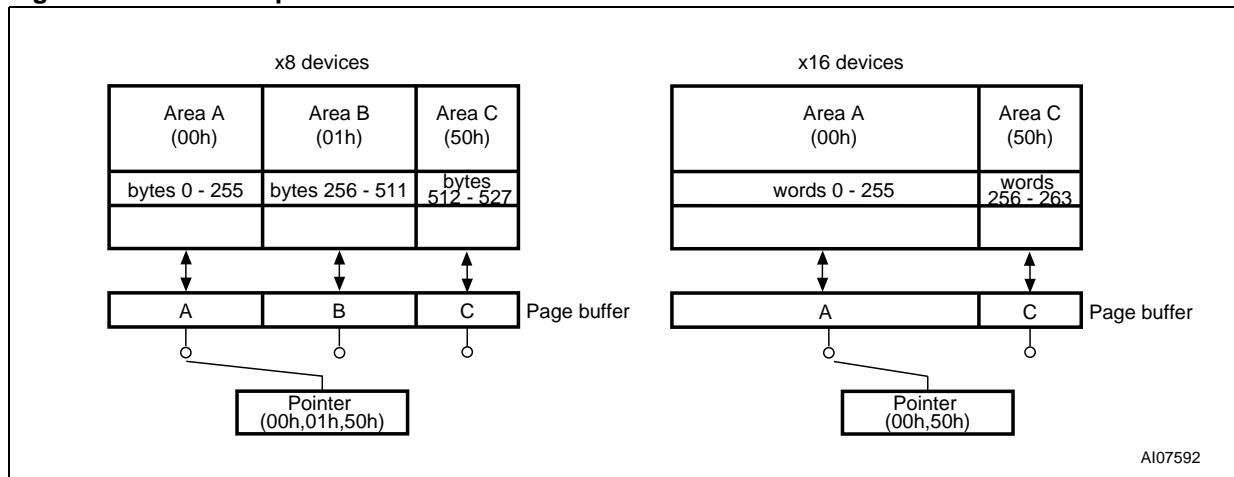 x8 devices
Area A
(00h)
Area B
(01h)
Area C
(50h)
bytes 0 - 255
bytes 256 - 511
bytes
512 - 527
A
B
C
Page buffer
Pointer
(00h,01h,50h)
x16 devices
Area A
(00h)
Area C
(50h)
words 0 - 255
words
256 - 263
A
C
Page buffer
Pointer
(00h,50h)
AI07592